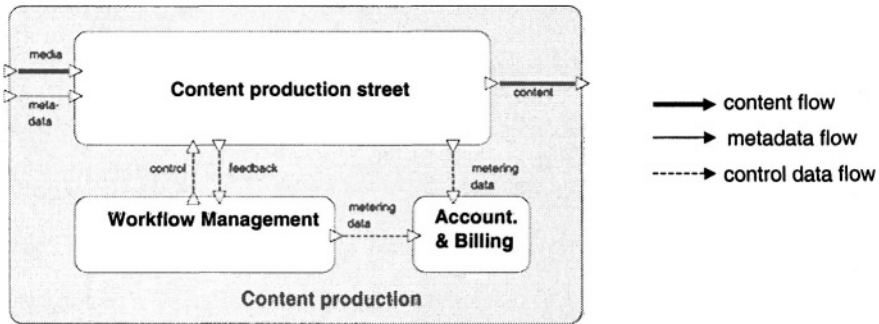 media
Content production street
content
meta-
data
content flow
metadata flow
control data flow
control
feedback
metering
data
Workflow Management
metering
data
Account.
& Billing
Content production